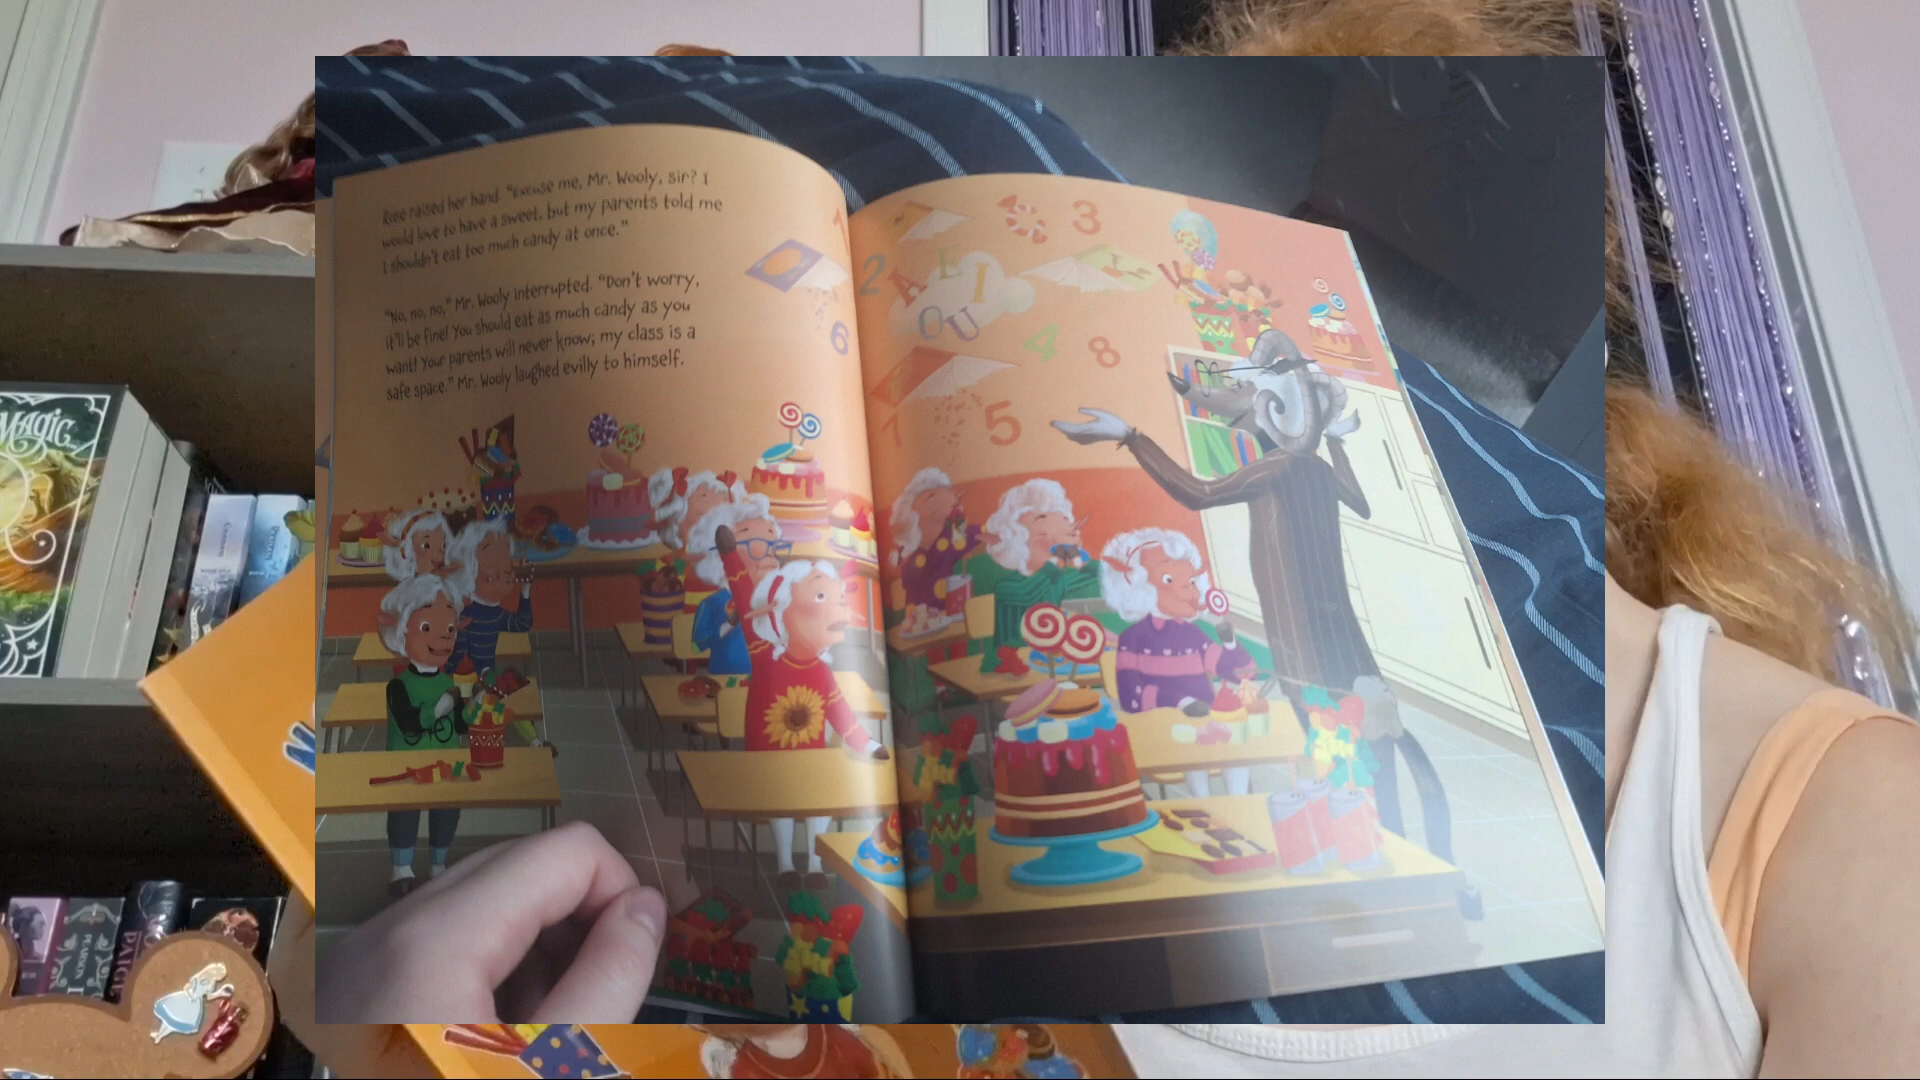 Rose raised her hand. "Excuse me, Mr. Wooly, sir? I
would love to have a sweet, but my parents told me
I shouldn't eat too much candy at once."
"No, no, no," Mr. Wooly interrupted. "Don't worry,
it'll be fine! You should eat as much candy as you
want! Your parents will never know; my class is a
safe space." Mr. Wooly laughed evilly to himself.
6
2
3
A E I
O U
4
8
5
7
MAGIC
PEARSON
PAIGE